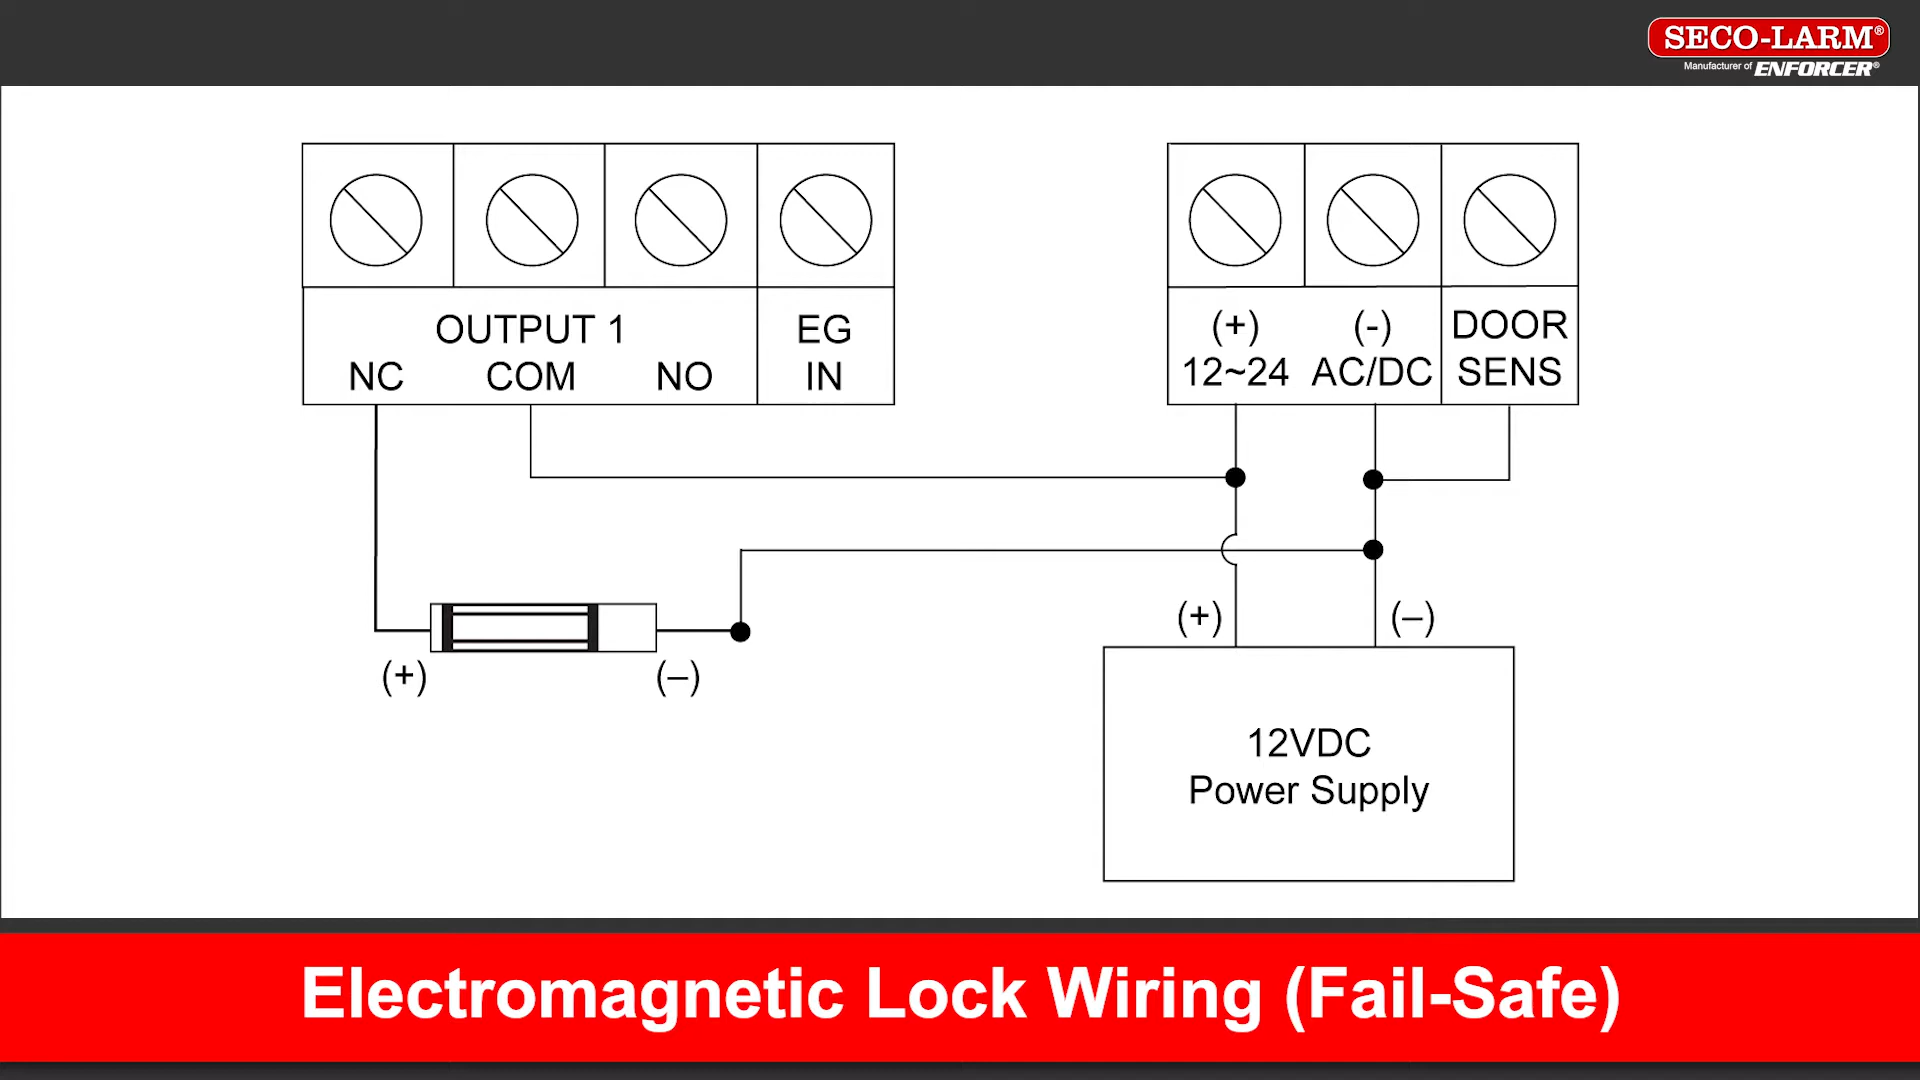 SECO-LARM®
Manufacturer of ENFORCER®
OUTPUT 1
NC COM NO
EG
IN
(+) (-) DOOR
12~24 AC/DC SENS
(+) (–)
(+) (–)
12VDC
Power Supply
Electromagnetic Lock Wiring (Fail-Safe)